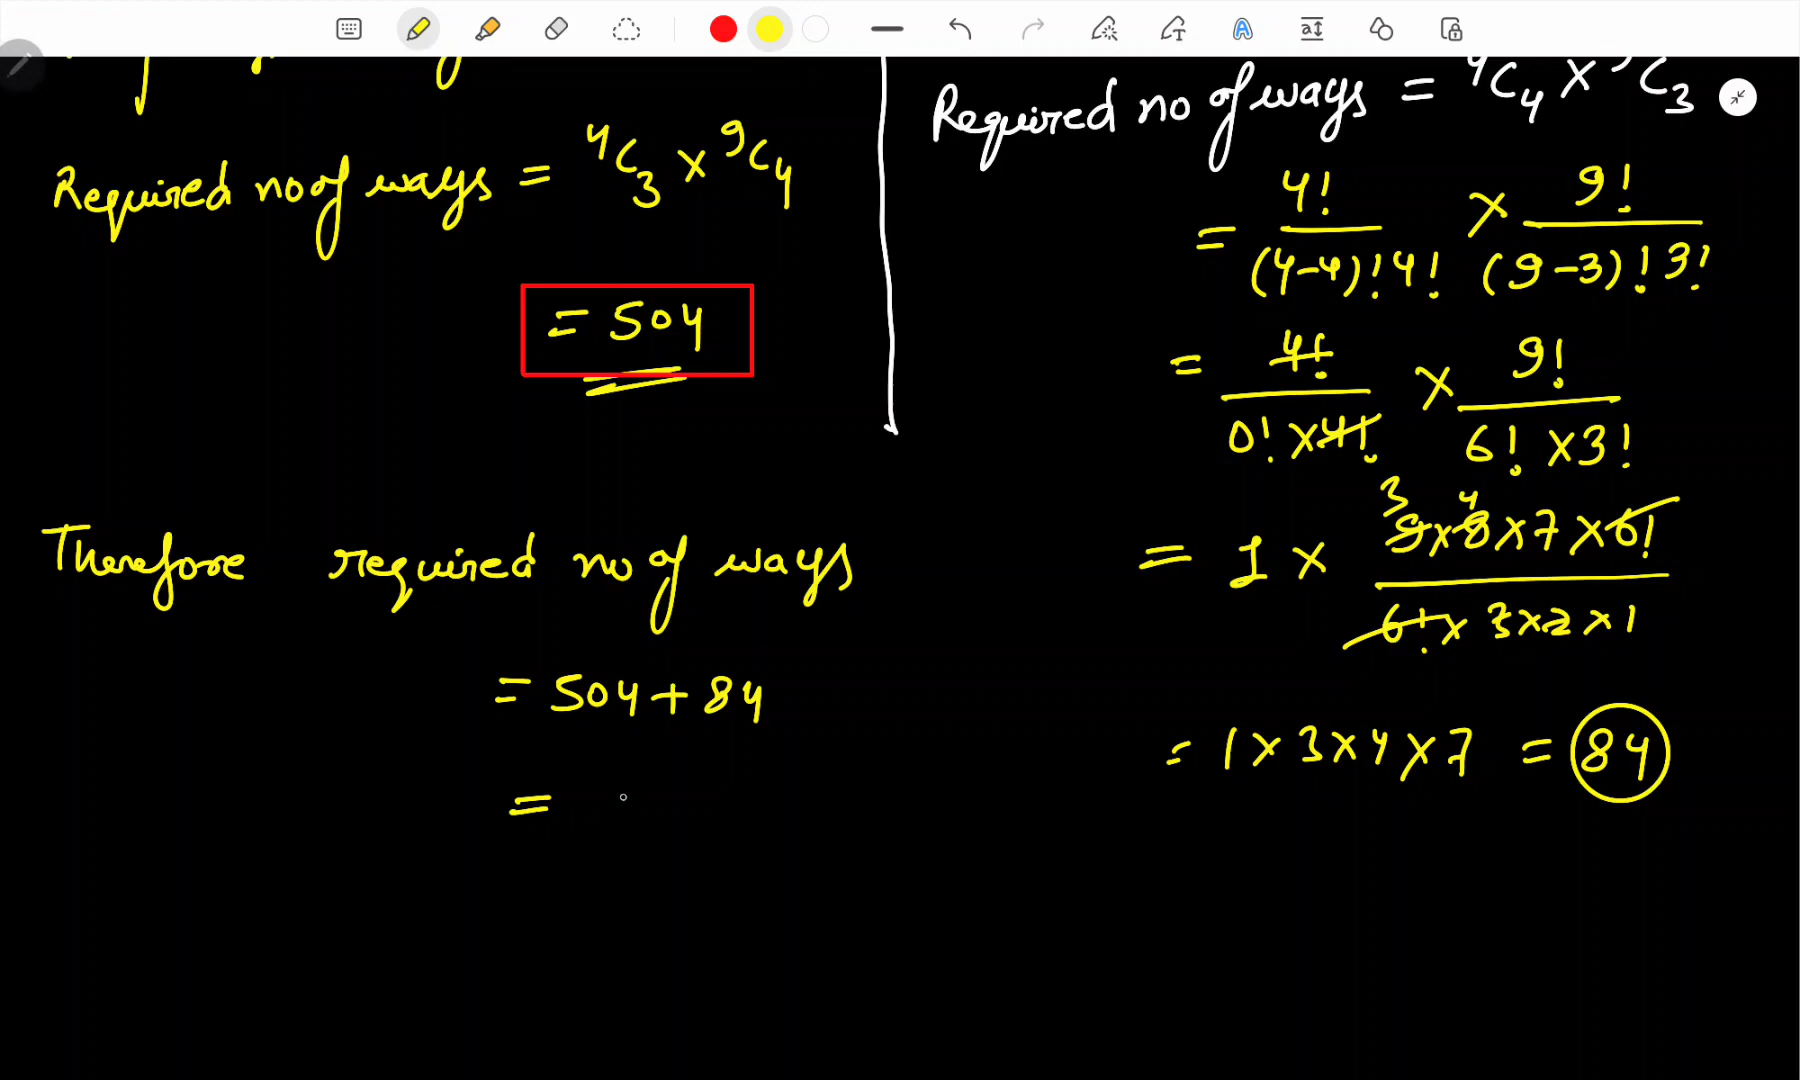 Required no of ways = ⁴C₃ × ⁹C₄
= 504
Therefore required no of ways
= 504 + 84
=
Required no of ways = ⁴C₄ × ⁹C₃
= 4! / (4-4)! 4! × 9! / (9-3)! 3!
= 4! / 0! × 4! × 9! / 6! × 3!
3 4
= 1 × 9 × 8 × 7 × 6! / 6! × 3 × 2 × 1
= 1 × 3 × 4 × 7 = 84